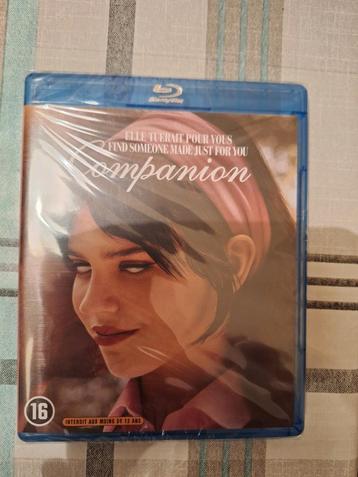 Blu-ray Disc
ELLE TUERAIT POUR VOUS
FIND SOMEONE MADE JUST FOR YOU
Companion
16
INTERDIT AUX MOINS DE 12 ANS